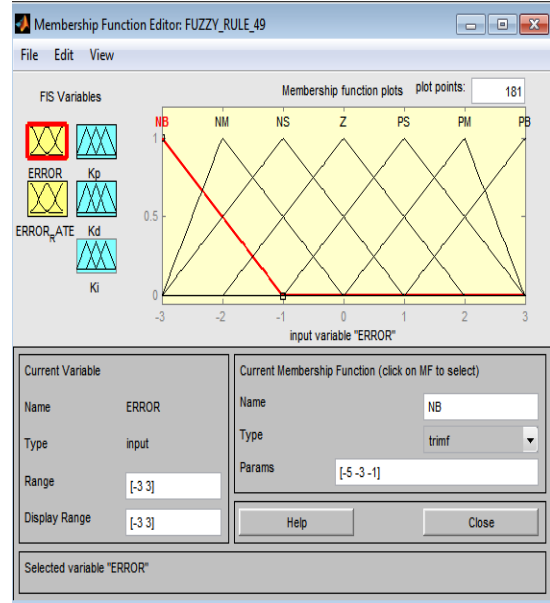 Membership Function Editor: FUZZY_RULE_49
File Edit View
FIS Variables
Membership function plots plot points: 181
NB NM NS Z PS PM PB
1
0.5
0
-3 -2 -1 0 1 2 3
input variable "ERROR"
ERROR Kp
ERROR_RATE Kd
Ki
Current Variable
Name ERROR
Type input
Range [-3 3]
Display Range [-3 3]
Current Membership Function (click on MF to select)
Name NB
Type trimf
Params [-5 -3 -1]
Help Close
Selected variable "ERROR"